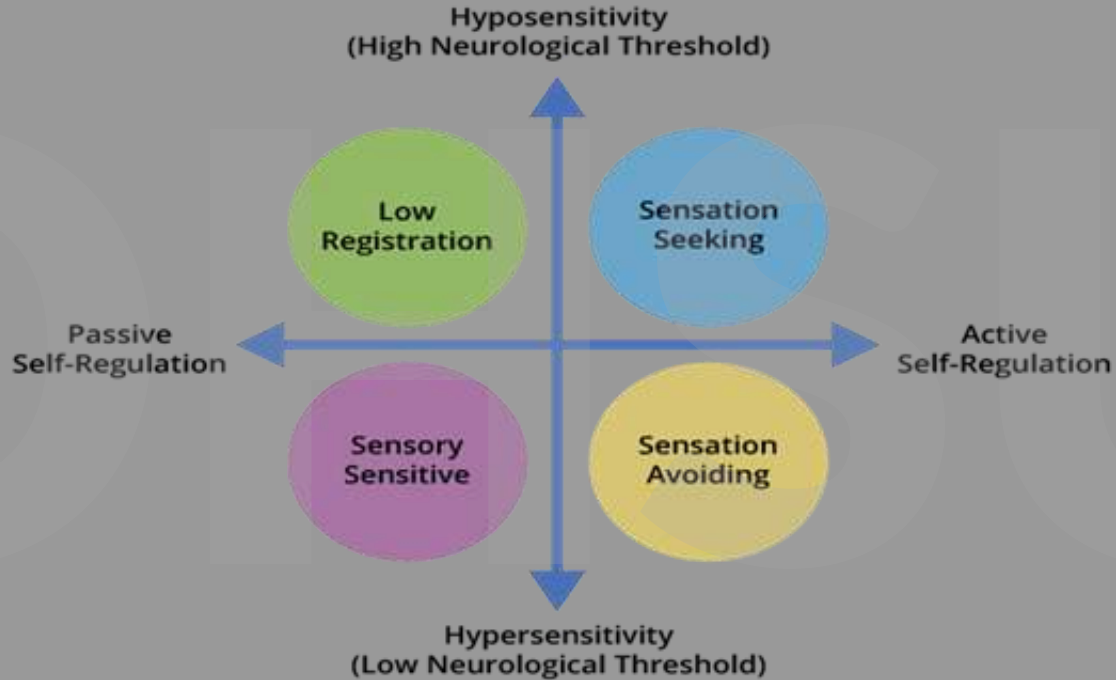 Hyposensitivity
(High Neurological Threshold)
Low
Registration
Sensation
Seeking
Passive
Self-Regulation
Active
Self-Regulation
Sensory
Sensitive
Sensation
Avoiding
Hypersensitivity
(Low Neurological Threshold)